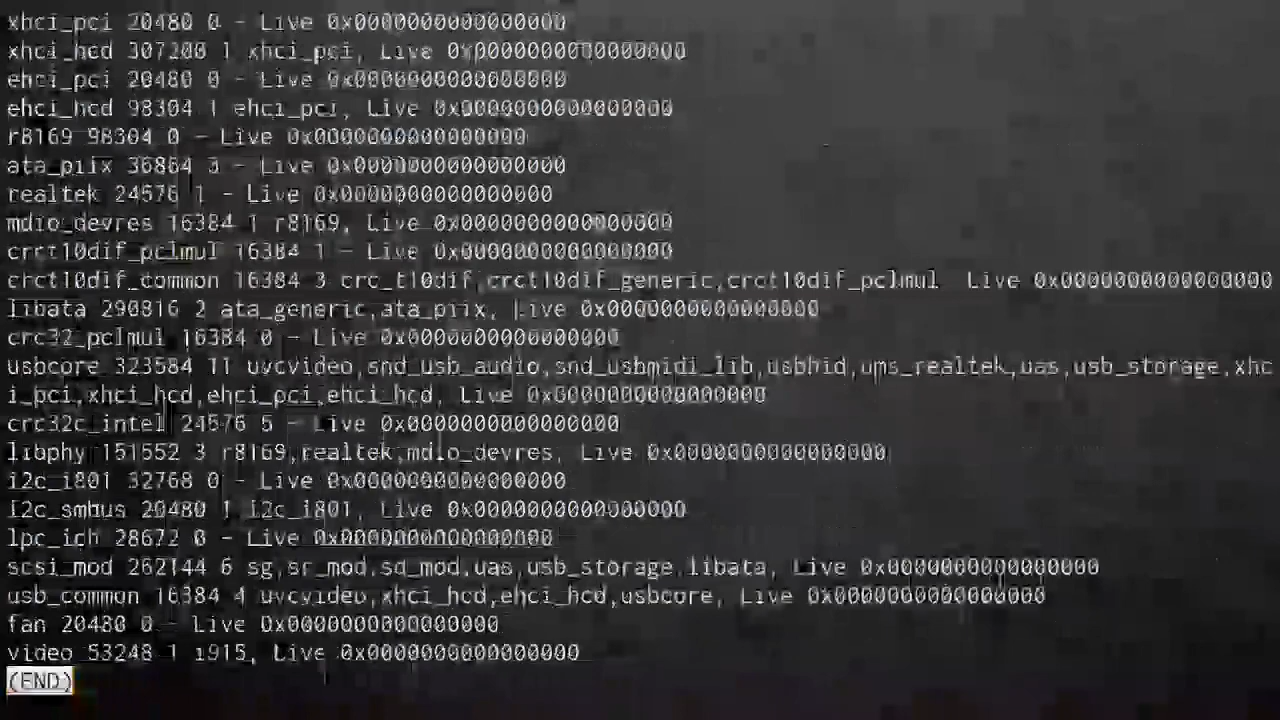 xhci_pci 20480 0 - Live 0x0000000000000000
xhci_hcd 307200 1 xhci_pci, Live 0x0000000000000000
ehci_pci 20480 0 - Live 0x0000000000000000
ehci_hcd 98304 1 ehci_pci, Live 0x0000000000000000
r8169 98304 0 - Live 0x0000000000000000
ata_piix 36864 3 - Live 0x0000000000000000
realtek 24576 1 - Live 0x0000000000000000
mdio_devres 16384 1 r8169, Live 0x0000000000000000
crct10dif_pclmul 16384 1 - Live 0x0000000000000000
crct10dif_common 16384 3 crc_t10dif,crct10dif_generic,crct10dif_pclmul, Live 0x0000000000000000
libata 290816 2 ata_generic,ata_piix, Live 0x0000000000000000
crc32_pclmul 16384 0 - Live 0x0000000000000000
usbcore 323584 11 uvcvideo,snd_usb_audio,snd_usbmidi_lib,usbhid,ums_realtek,uas,usb_storage,xhc
i_pci,xhci_hcd,ehci_pci,ehci_hcd, Live 0x0000000000000000
crc32c_intel 24576 5 - Live 0x0000000000000000
libphy 151552 3 r8169,realtek,mdio_devres, Live 0x0000000000000000
i2c_i801 32768 0 - Live 0x0000000000000000
i2c_smbus 20480 1 i2c_i801, Live 0x0000000000000000
lpc_ich 28672 0 - Live 0x0000000000000000
scsi_mod 262144 6 sg,sr_mod,sd_mod,uas,usb_storage,libata, Live 0x0000000000000000
usb_common 16384 4 uvcvideo,xhci_hcd,ehci_hcd,usbcore, Live 0x0000000000000000
fan 20480 0 - Live 0x0000000000000000
video 53248 1 i915, Live 0x0000000000000000
(END)